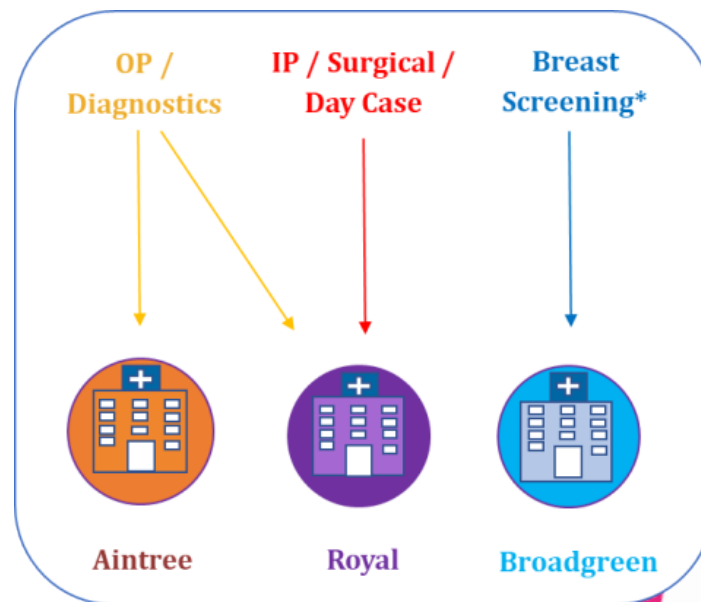 OP /
Diagnostics
IP / Surgical /
Day Case
Breast
Screening*
Aintree
Royal
Broadgreen